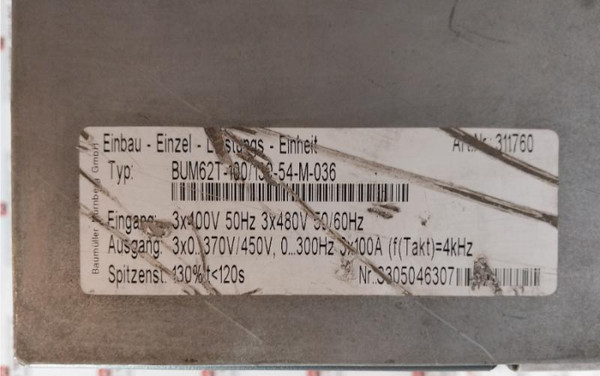 Einbau - Einzel - Leistungs - Einheit Art.Nr.: 311760
Typ: BUM62T-100/130-54-M-036
Eingang: 3x400V 50Hz 3x480V 50/60Hz
Ausgang: 3x0..370V/450V, 0...300Hz 3x100A (f(Takt)=4kHz
Spitzenst. 130% t<120s Nr.:S305046307
Baumüller Nürnberg GmbH